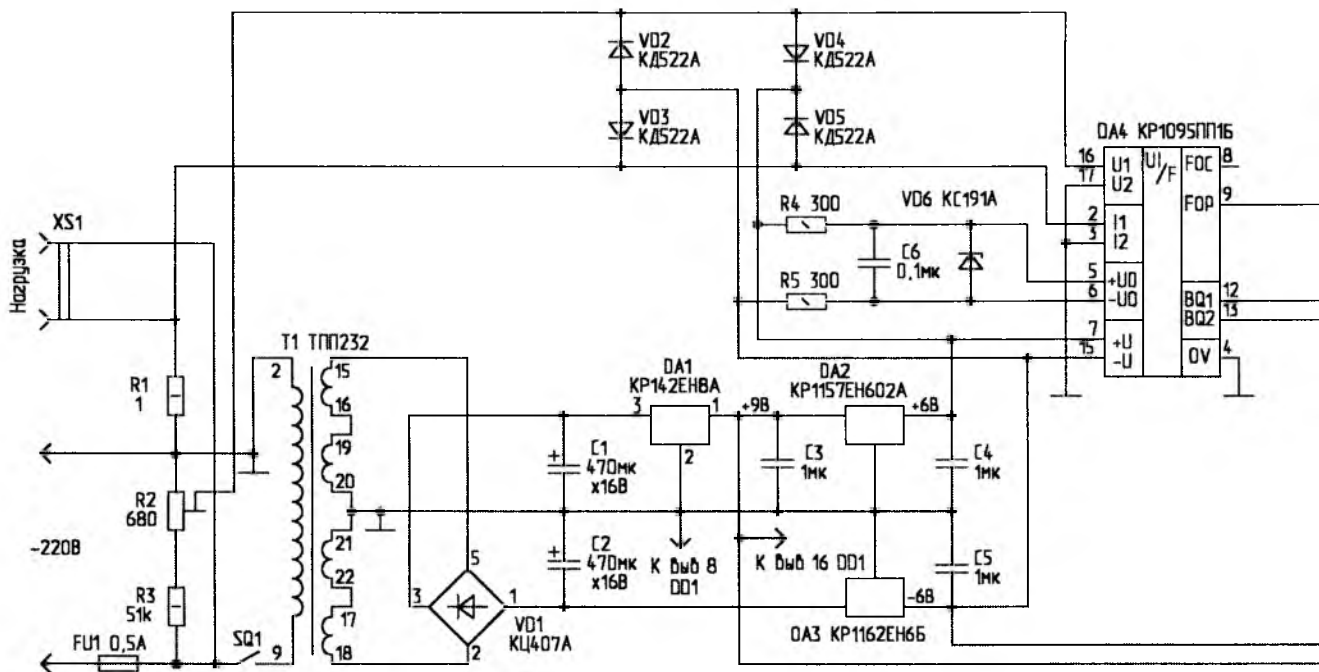 VD2
КД522А
VD4
КД522А
VD3
КД522А
VD5
КД522А
DA4 КР1095ПП1Б
16
U1
UI
/F
FOC
8
17
U2
9
FOP
2
I1
3
I2
5
+U0
6
-U0
BQ1
12
BQ2
13
7
+U
15
-U
0V
4
VD6 КС191А
R4 300
C6
0,1мк
R5 300
XS1
Нагрузка
T1 ТПП232
2
15
16
19
20
21
22
17
18
9
R1
1
R2
680
~220В
R3
51к
FU1 0,5А
SQ1
DA1
КР142ЕН8А
3
1
2
+9В
DA2
КР1157ЕН602А
+6В
C1
+
470мк
х16В
C3
1мк
C4
1мк
C2
+
470мк
х16В
К выв 8
DD1
К выв 16 DD1
C5
1мк
5
3
1
2
VD1
КЦ407А
-6В
DA3 КР1162ЕН6Б